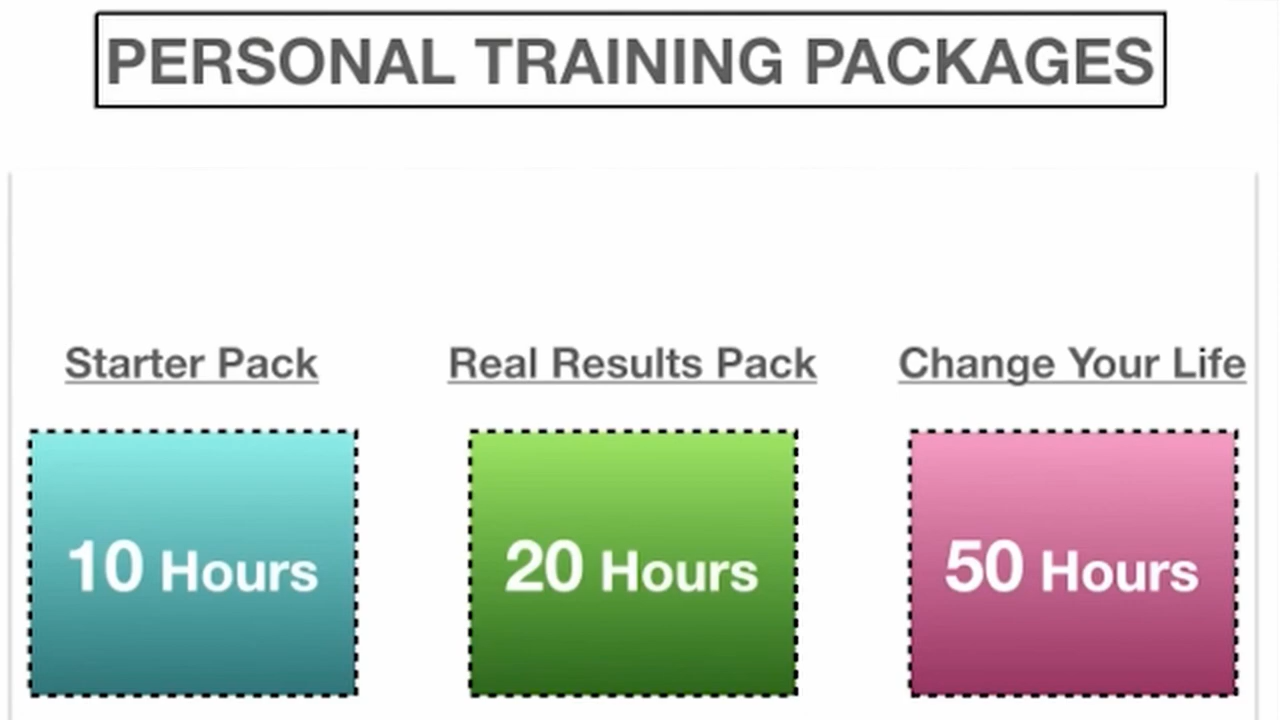 PERSONAL TRAINING PACKAGES
Starter Pack
Real Results Pack
Change Your Life
10 Hours
20 Hours
50 Hours